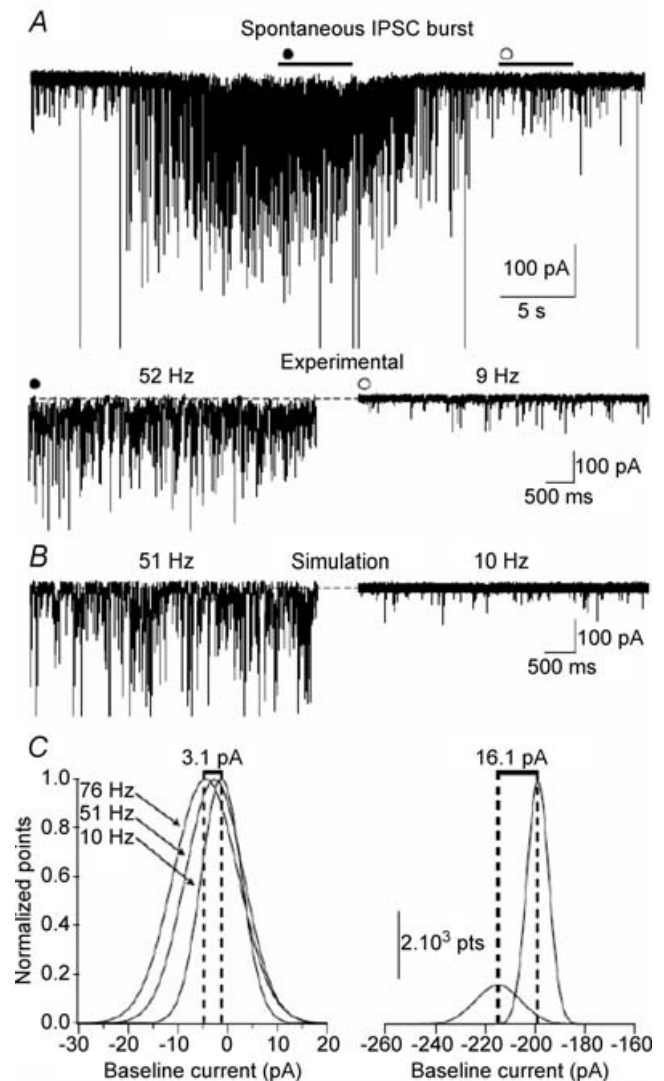 A
Spontaneous IPSC burst
● ○
100 pA
5 s
Experimental
● 52 Hz ○ 9 Hz
100 pA
500 ms
B 51 Hz Simulation 10 Hz
100 pA
500 ms
C 3.1 pA 16.1 pA
Normalized points
1.0
0.8
0.6
0.4
0.2
0.0
76 Hz
51 Hz
10 Hz
2.10³ pts
-30 -20 -10 0 10 20
Baseline current (pA)
-260 -240 -220 -200 -180 -160
Baseline current (pA)